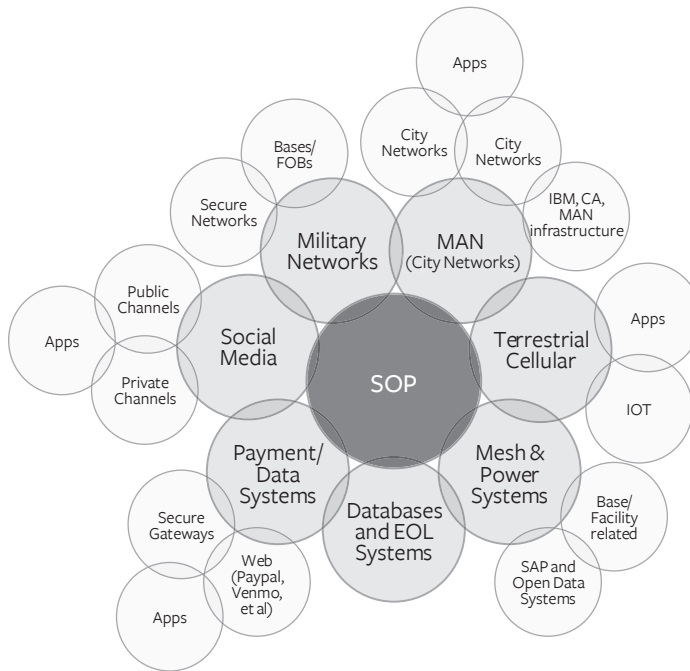 Apps
City
Networks
City
Networks
Bases/
FOBs
Secure
Networks
IBM, CA,
MAN
infrastructure
Military
Networks
MAN
(City Networks)
Public
Channels
Apps
Private
Channels
Social
Media
Terrestrial
Cellular
Apps
IOT
SOP
Payment/
Data
Systems
Databases
and EOL
Systems
Mesh &
Power
Systems
Base/
Facility
related
SAP and
Open Data
Systems
Secure
Gateways
Web
(Paypal,
Venmo,
et al)
Apps